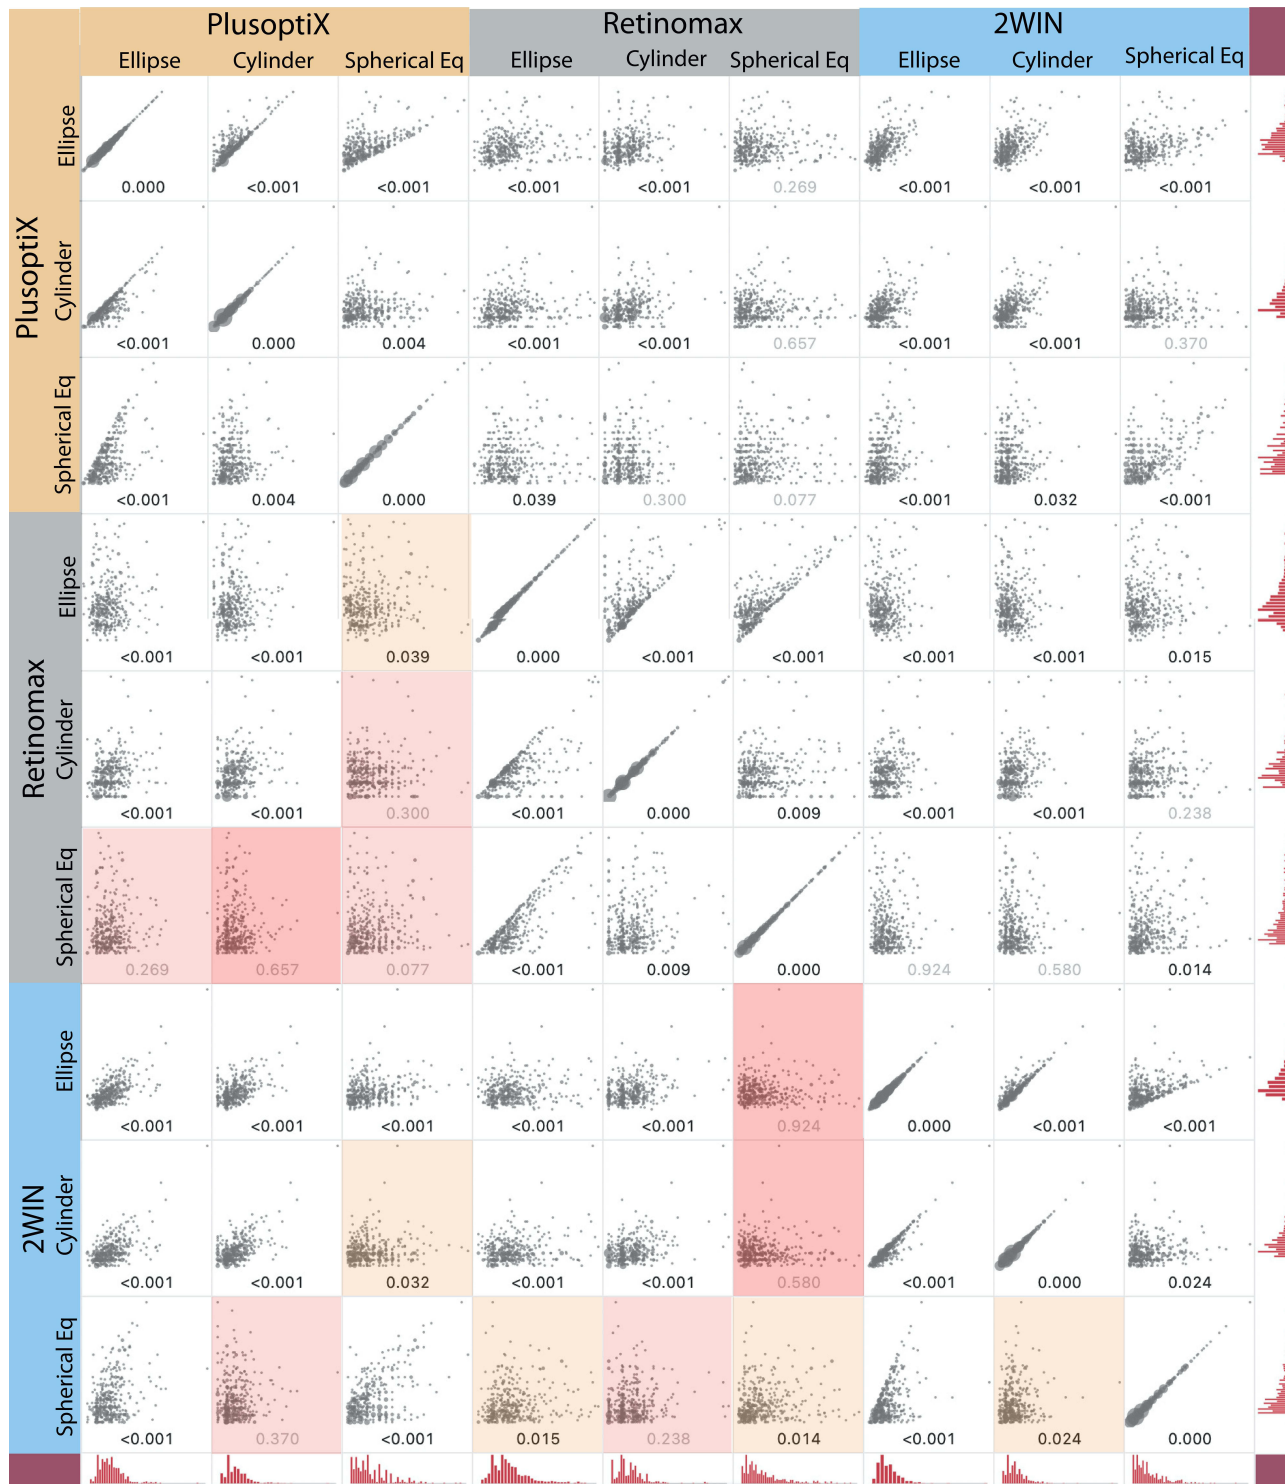 PlusoptiX Retinomax 2WIN
Ellipse Cylinder Spherical Eq Ellipse Cylinder Spherical Eq Ellipse Cylinder Spherical Eq
PlusoptiX
Ellipse
0.000 <0.001 <0.001 <0.001 <0.001 0.269 <0.001 <0.001 <0.001
Cylinder
<0.001 0.000 0.004 <0.001 <0.001 0.657 <0.001 <0.001 0.370
Spherical Eq
<0.001 0.004 0.000 0.039 0.300 0.077 <0.001 0.032 <0.001
Retinomax
Ellipse
<0.001 <0.001 0.039 0.000 <0.001 <0.001 <0.001 <0.001 0.015
Cylinder
<0.001 <0.001 0.300 <0.001 0.000 0.009 <0.001 <0.001 0.238
Spherical Eq
0.269 0.657 0.077 <0.001 0.009 0.000 0.924 0.580 0.014
2WIN
Ellipse
<0.001 <0.001 <0.001 <0.001 <0.001 0.924 0.000 <0.001 <0.001
Cylinder
<0.001 <0.001 0.032 <0.001 <0.001 0.580 <0.001 0.000 0.024
Spherical Eq
<0.001 0.370 <0.001 0.015 0.238 0.014 <0.001 0.024 0.000